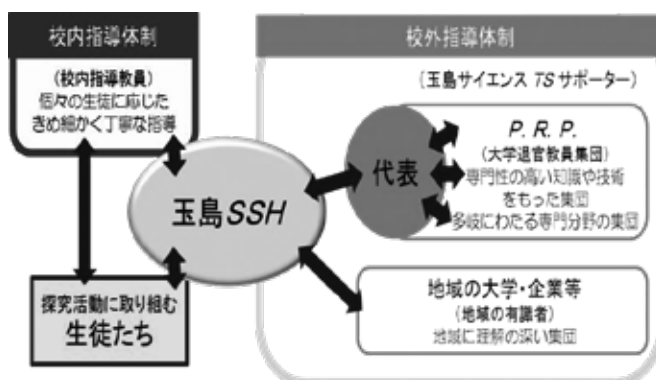 校内指導体制
(校内指導教員)
個々の生徒に応じた
きめ細かく丁寧な指導
玉島SSH
探究活動に取り組む
生徒たち
校外指導体制
(玉島サイエンス TS サポーター)
代表
P. R. P.
(大学退官教員集団)
専門性の高い知識や技術
をもった集団
多岐にわたる専門分野の集団
地域の大学・企業等
(地域の有識者)
地域に理解の深い集団